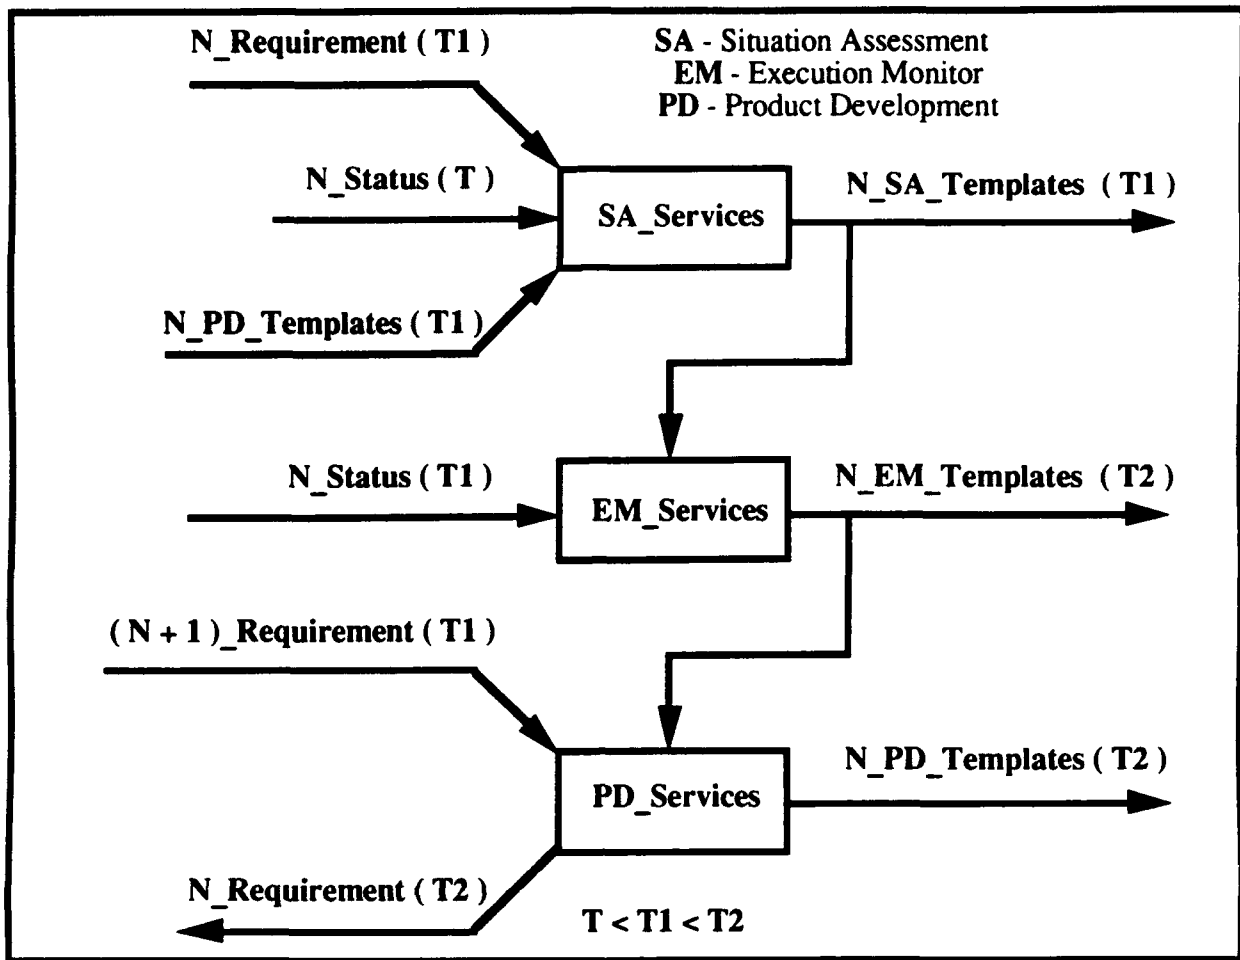 N_Requirement ( T1 )
SA - Situation Assessment
EM - Execution Monitor
PD - Product Development
N_Status ( T )
SA_Services
N_SA_Templates ( T1 )
N_PD_Templates ( T1 )
N_Status ( T1 )
EM_Services
N_EM_Templates ( T2 )
( N + 1 )_Requirement ( T1 )
PD_Services
N_PD_Templates ( T2 )
N_Requirement ( T2 )
T < T1 < T2